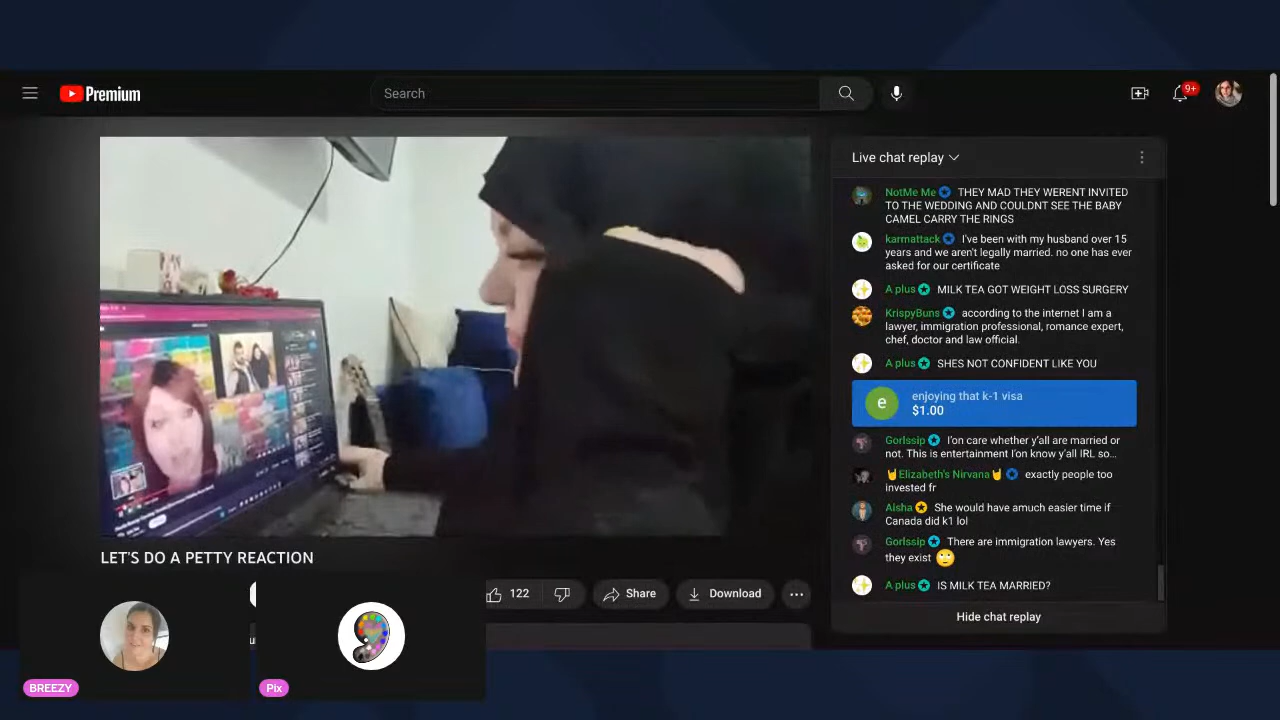 Premium
Search
9+
Live chat replay
NotMe Me THEY MAD THEY WERENT INVITED
TO THE WEDDING AND COULDNT SEE THE BABY
CAMEL CARRY THE RINGS
karmattack I've been with my husband over 15
years and we aren't legally married. no one has ever
asked for our certificate
A plus MILK TEA GOT WEIGHT LOSS SURGERY
KrispyBuns according to the internet I am a
lawyer, immigration professional, romance expert,
chef, doctor and law official.
A plus SHES NOT CONFIDENT LIKE YOU
e
enjoying that k-1 visa
$1.00
Gorlssip I'on care whether y'all are married or
not. This is entertainment I'on know y'all IRL so...
🤘Elizabeth's Nirvana🤘 exactly people too
invested fr
Aisha She would have amuch easier time if
Canada did k1 lol
Gorlssip There are immigration lawyers. Yes
they exist 🙄
A plus IS MILK TEA MARRIED?
Hide chat replay
LET'S DO A PETTY REACTION
122
Share
Download
BREEZY
Pix